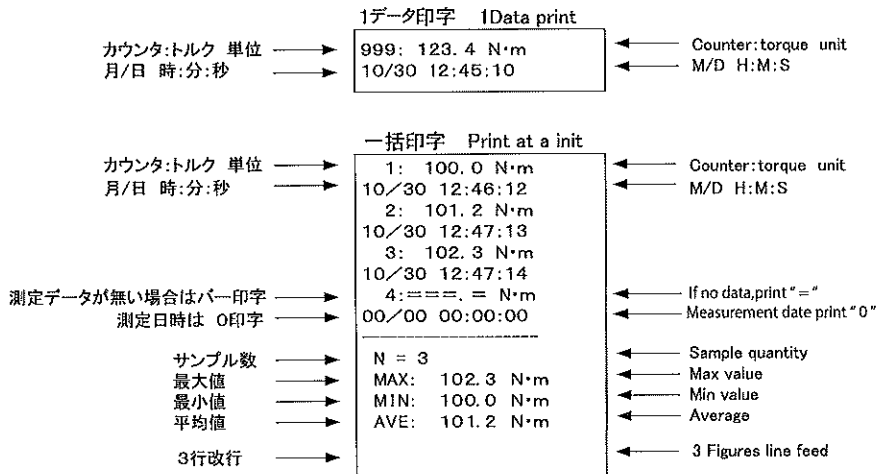 1データ印字 1Data print
カウンタ:トルク 単位 999: 123.4 N・m Counter:torque unit
月/日 時:分:秒 10/30 12:45:10 M/D H:M:S
一括印字 Print at a init
カウンタ:トルク 単位 1: 100.0 N・m Counter:torque unit
月/日 時:分:秒 10/30 12:46:12 M/D H:M:S
2: 101.2 N・m
10/30 12:47:13
3: 102.3 N・m
10/30 12:47:14
測定データが無い場合はバー印字 4:===.= N・m If no data,print "="
測定日時は 0印字 00/00 00:00:00 Measurement date print "0"
サンプル数 N = 3 Sample quantity
最大値 MAX: 102.3 N・m Max value
最小値 MIN: 100.0 N・m Min value
平均値 AVE: 101.2 N・m Average
3行改行 3 Figures line feed